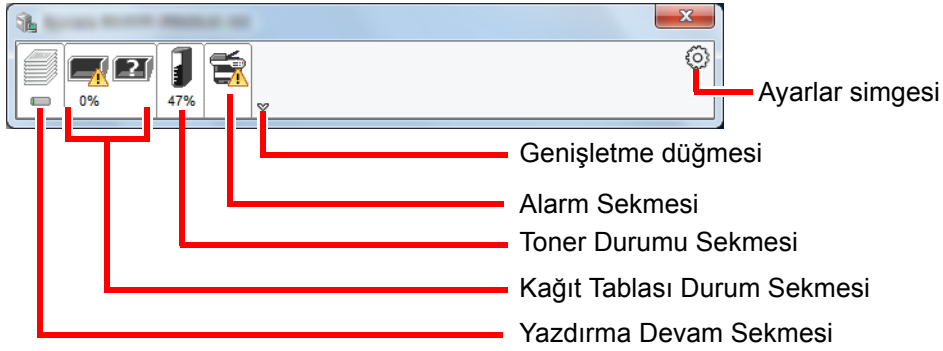 0%
47%
Ayarlar simgesi
Genişletme düğmesi
Alarm Sekmesi
Toner Durumu Sekmesi
Kağıt Tablası Durum Sekmesi
Yazdırma Devam Sekmesi